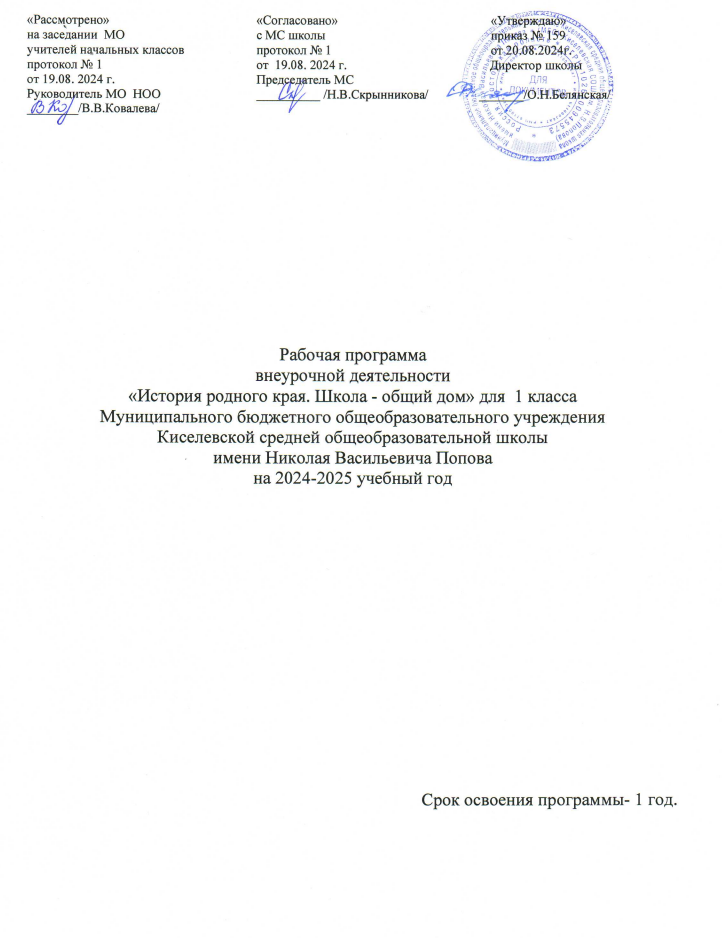 «Рассмотрено»
на заседании МО
учителей начальных классов
протокол № 1
от 19.08. 2024 г.
Руководитель МО НОО
________/В.В.Ковалева/
«Согласовано»
с МС школы
протокол № 1
от 19.08. 2024 г.
Председатель МС
__________ /Н.В.Скрынникова/
«Утверждаю»
приказ № 159
от 20.08.2024г.
Директор школы
_______/О.Н.Белянская/
Для
Рабочая программа
внеурочной деятельности
«История родного края. Школа - общий дом» для 1 класса
Муниципального бюджетного общеобразовательного учреждения
Киселевской средней общеобразовательной школы
имени Николая Васильевича Попова
на 2024-2025 учебный год
Срок освоения программы- 1 год.